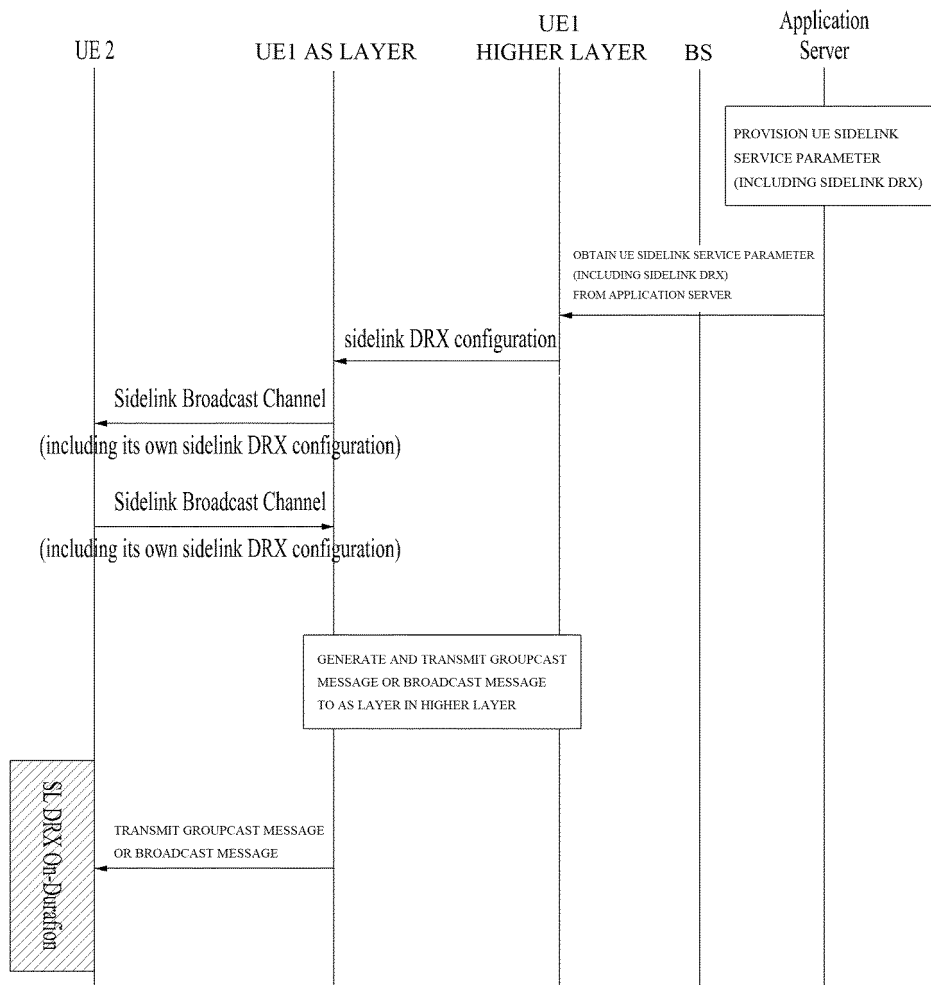 UE 2
UE1 AS LAYER
UE1
HIGHER LAYER
BS
Application
Server
PROVISION UE SIDELINK
SERVICE PARAMETER
(INCLUDING SIDELINK DRX)
OBTAIN UE SIDELINK SERVICE PARAMETER
(INCLUDING SIDELINK DRX)
FROM APPLICATION SERVER
sidelink DRX configuration
Sidelink Broadcast Channel
(including its own sidelink DRX configuration)
Sidelink Broadcast Channel
(including its own sidelink DRX configuration)
GENERATE AND TRANSMIT GROUPCAST
MESSAGE OR BROADCAST MESSAGE
TO AS LAYER IN HIGHER LAYER
SL DRX On-Durafion
TRANSMIT GROUPCAST MESSAGE
OR BROADCAST MESSAGE